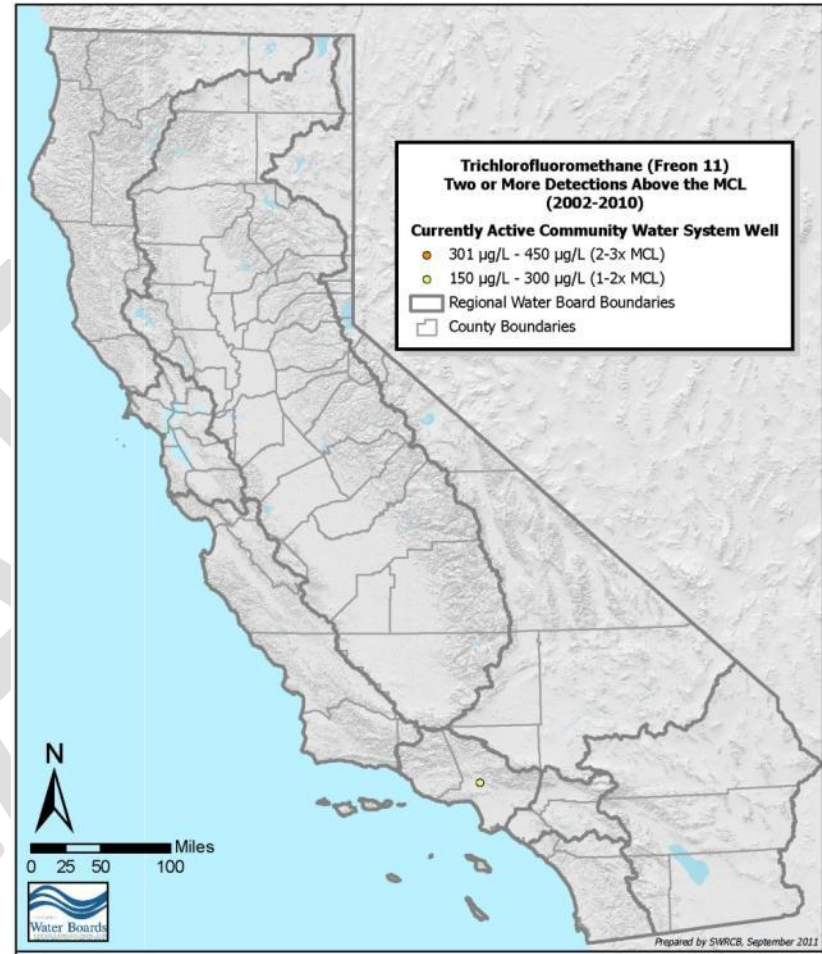 Trichlorofluoromethane (Freon 11)
Two or More Detections Above the MCL
(2002-2010)
Currently Active Community Water System Well
301 µg/L - 450 µg/L (2-3x MCL)
150 µg/L - 300 µg/L (1-2x MCL)
Regional Water Board Boundaries
County Boundaries
N
Miles
0 25 50 100
Water Boards
Prepared by SWRCB, September 2011